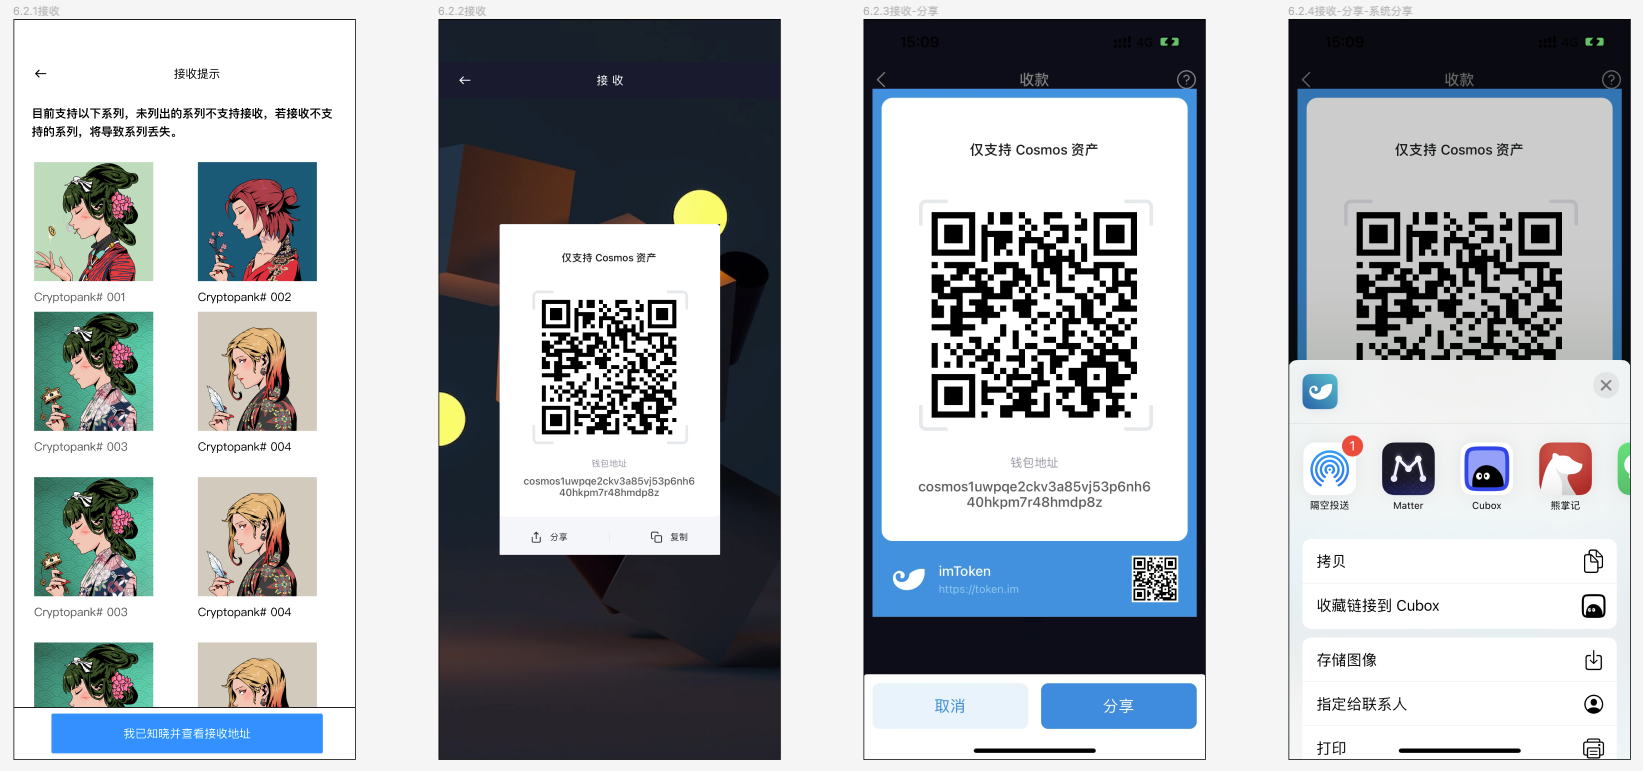 6.2.1接收
接收提示
目前支持以下系列，未列出的系列不支持接收，若接收不支
持的系列，将导致系列丢失。
Cryptopank# 001
Cryptopank# 002
Cryptopank# 003
Cryptopank# 004
Cryptopank# 003
Cryptopank# 004
我已知晓并查看接收地址
6.2.2接收
接 收
仅支持 Cosmos 资产
钱包地址
cosmos1uwpqe2ckv3a85vj53p6nh6
40hkpm7r48hmdp8z
分享
复制
6.2.3接收-分享
15:09
4G
收款
仅支持 Cosmos 资产
钱包地址
cosmos1uwpqe2ckv3a85vj53p6nh6
40hkpm7r48hmdp8z
imToken
https://token.im
取消
分享
6.2.4接收-分享-系统分享
15:09
4G
收款
仅支持 Cosmos 资产
1
隔空投送
Matter
Cubox
熊掌记
拷贝
收藏链接到 Cubox
存储图像
指定给联系人
打印